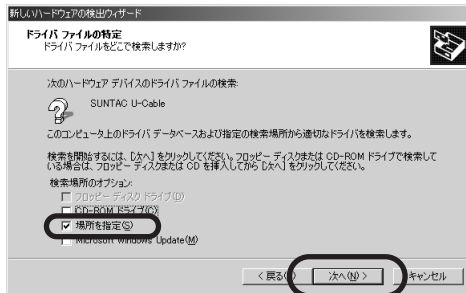 新しいハードウェアの検出ウィザード
ドライバ ファイルの特定
ドライバ ファイルをどこで検索しますか?
次のハードウェア デバイスのドライバ ファイルの検索:
SUNTAC U-Cable
このコンピュータ上のドライバ データベースおよび指定の検索場所から適切なドライバを検索します。
検索を開始するには、[次へ] をクリックしてください。フロッピー ディスクまたは CD-ROM ドライブで検索して
いる場合は、フロッピー ディスクまたは CD を挿入してから [次へ] をクリックしてください。
検索場所のオプション:
フロッピー ディスク ドライブ(D)
CD-ROM ドライブ(C)
場所を指定(S)
Microsoft Windows Update(M)
< 戻る(
次へ(N) >
キャンセル